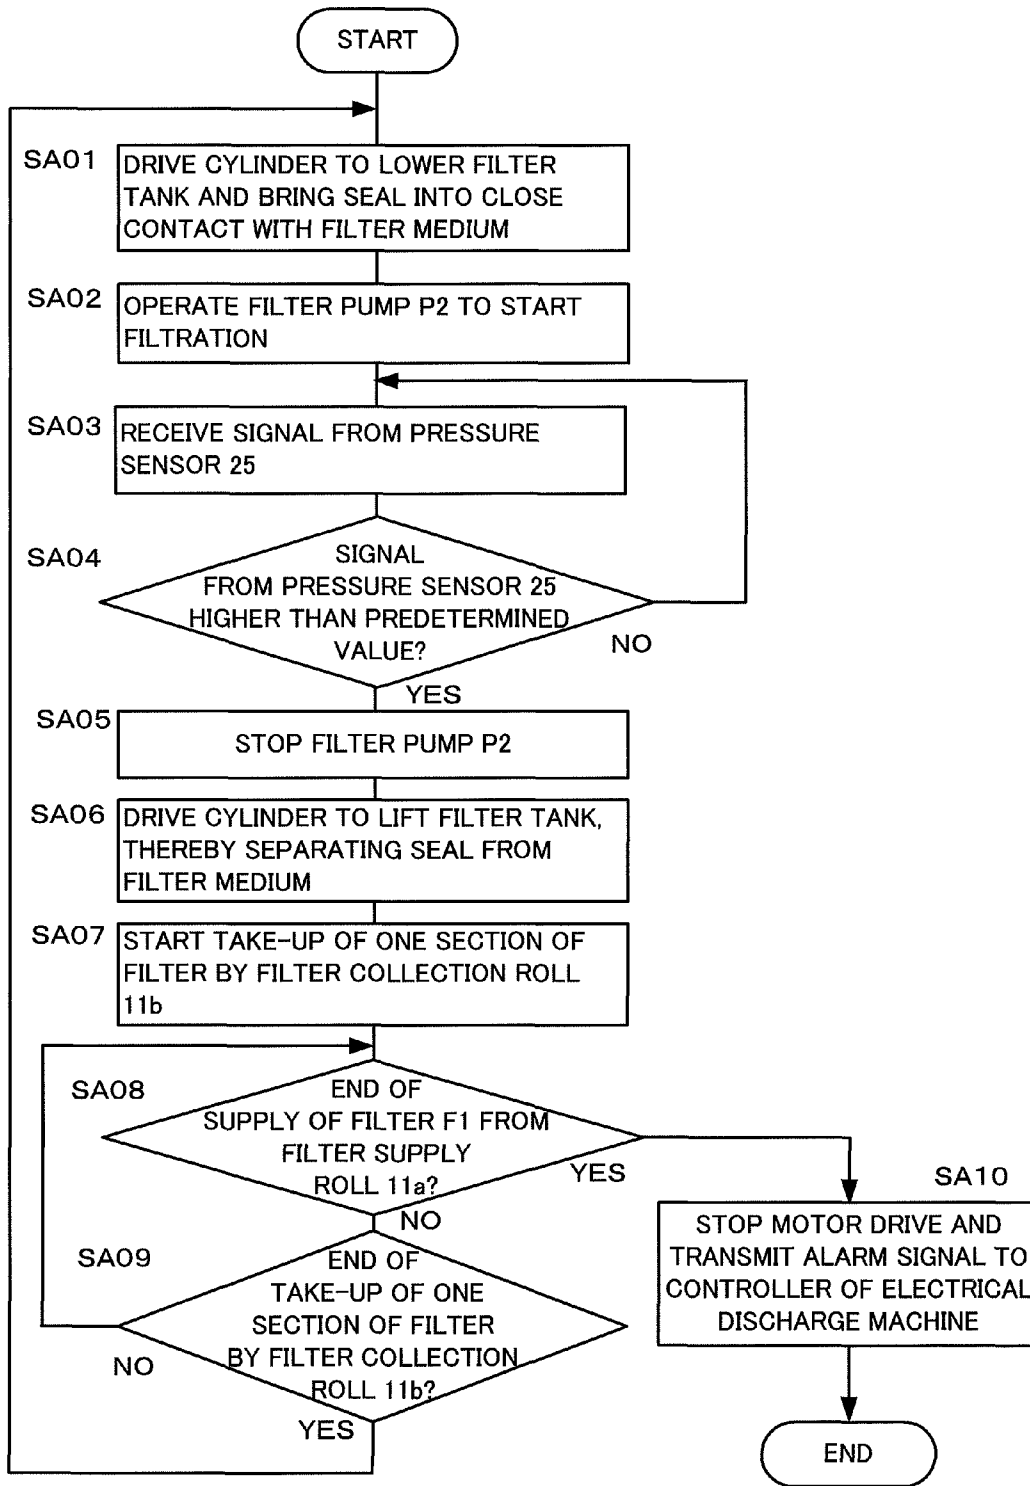 START
SA01
DRIVE CYLINDER TO LOWER FILTER
TANK AND BRING SEAL INTO CLOSE
CONTACT WITH FILTER MEDIUM
SA02
OPERATE FILTER PUMP P2 TO START
FILTRATION
SA03
RECEIVE SIGNAL FROM PRESSURE
SENSOR 25
SA04
SIGNAL
FROM PRESSURE SENSOR 25
HIGHER THAN PREDETERMINED
VALUE?
NO
YES
SA05
STOP FILTER PUMP P2
SA06
DRIVE CYLINDER TO LIFT FILTER TANK,
THEREBY SEPARATING SEAL FROM
FILTER MEDIUM
SA07
START TAKE-UP OF ONE SECTION OF
FILTER BY FILTER COLLECTION ROLL
11b
SA08
END OF
SUPPLY OF FILTER F1 FROM
FILTER SUPPLY
ROLL 11a?
YES
NO
SA09
END OF
TAKE-UP OF ONE
SECTION OF FILTER
BY FILTER COLLECTION
ROLL 11b?
NO
YES
SA10
STOP MOTOR DRIVE AND
TRANSMIT ALARM SIGNAL TO
CONTROLLER OF ELECTRICAL
DISCHARGE MACHINE
END